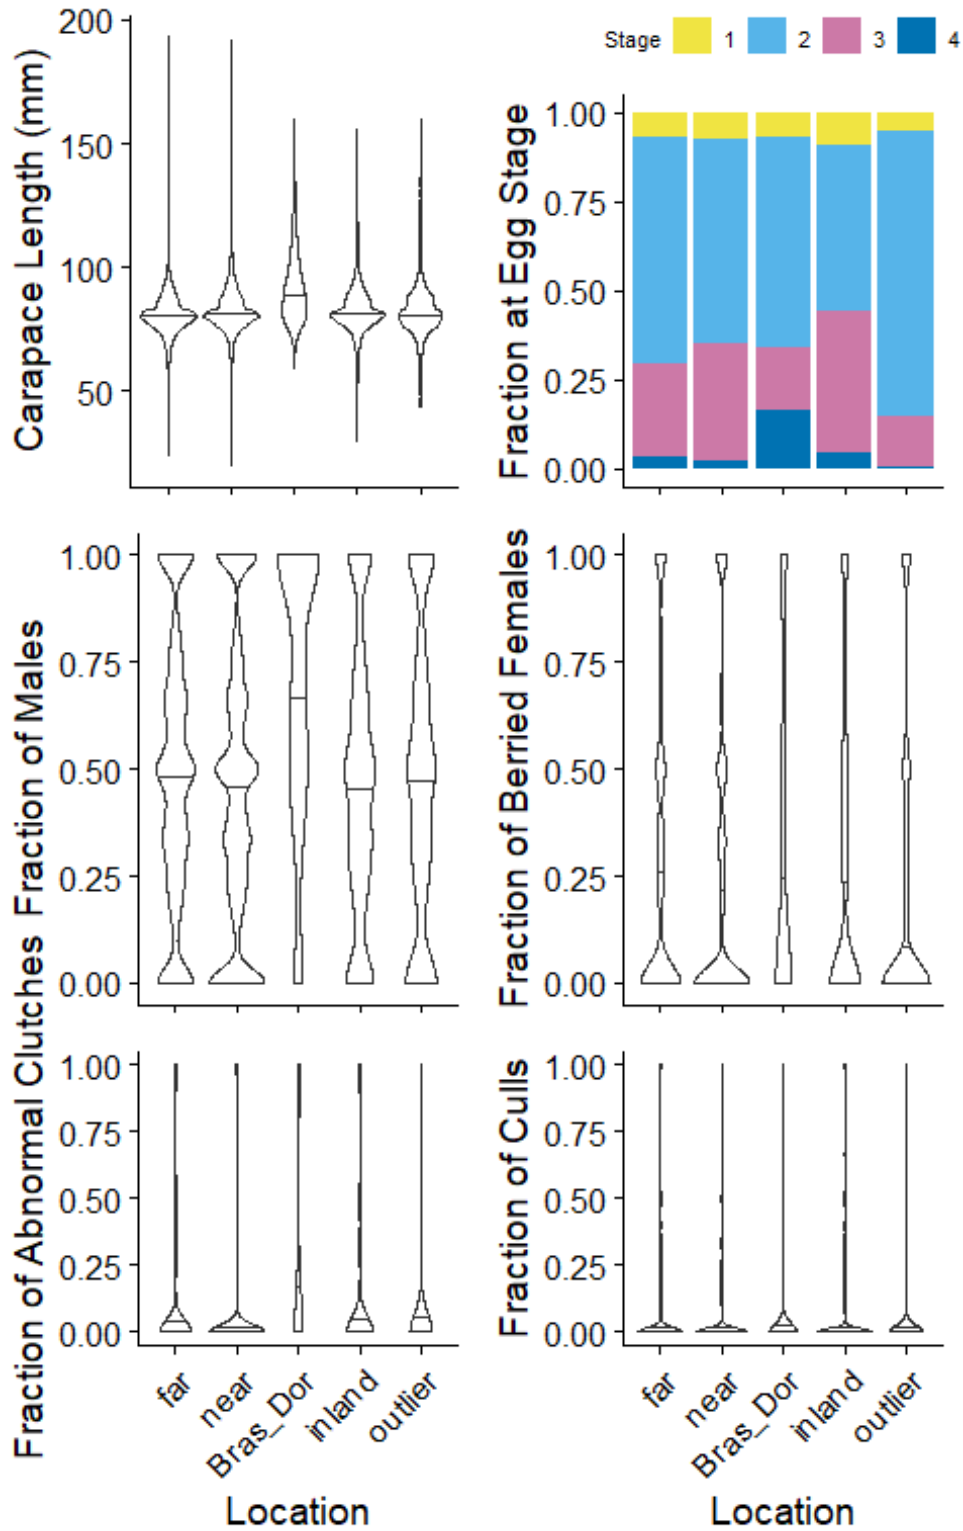 Stage 1 2 3 4
Carapace Length (mm)
200
150
100
50
Fraction at Egg Stage
1.00
0.75
0.50
0.25
0.00
Fraction of Males
1.00
0.75
0.50
0.25
0.00
Fraction of Berried Females
1.00
0.75
0.50
0.25
0.00
Fraction of Abnormal Clutches
1.00
0.75
0.50
0.25
0.00
far
near
Bras_Dor
inland
outlier
Location
Fraction of Culls
1.00
0.75
0.50
0.25
0.00
far
near
Bras_Dor
inland
outlier
Location